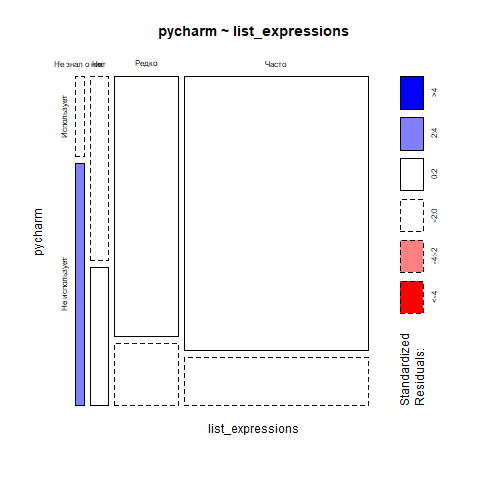 pycharm ~ list_expressions
Не знал о них
Нет
Редко
Часто
Использует
Не использует
pycharm
list_expressions
>4
2:4
0:2
-2:0
-4:-2
<-4
Standardized
Residuals: